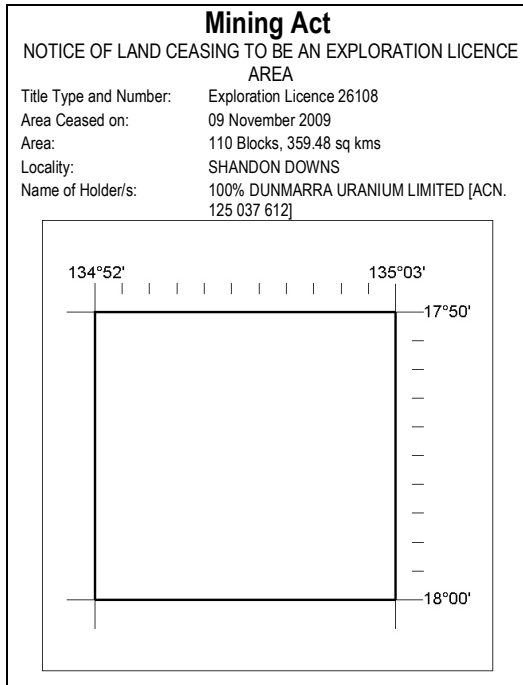 Mining Act
NOTICE OF LAND CEASING TO BE AN EXPLORATION LICENCE
AREA
Title Type and Number: Exploration Licence 26108
Area Ceased on: 09 November 2009
Area: 110 Blocks, 359.48 sq kms
Locality: SHANDON DOWNS
Name of Holder/s: 100% DUNMARRA URANIUM LIMITED [ACN.
125 037 612]
134°52' 135°03'
17°50'
18°00'